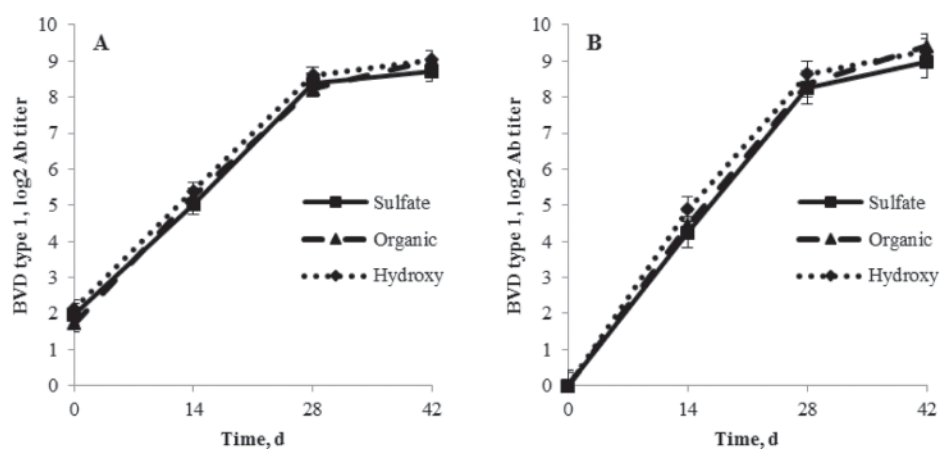 A
BVD type 1, log2 Ab titer
10
9
8
7
6
5
4
3
2
1
0
Sulfate
Organic
Hydroxy
0 14 28 42
Time, d
B
BVD type 1, log2 Ab titer
10
9
8
7
6
5
4
3
2
1
0
Sulfate
Organic
Hydroxy
0 14 28 42
Time, d